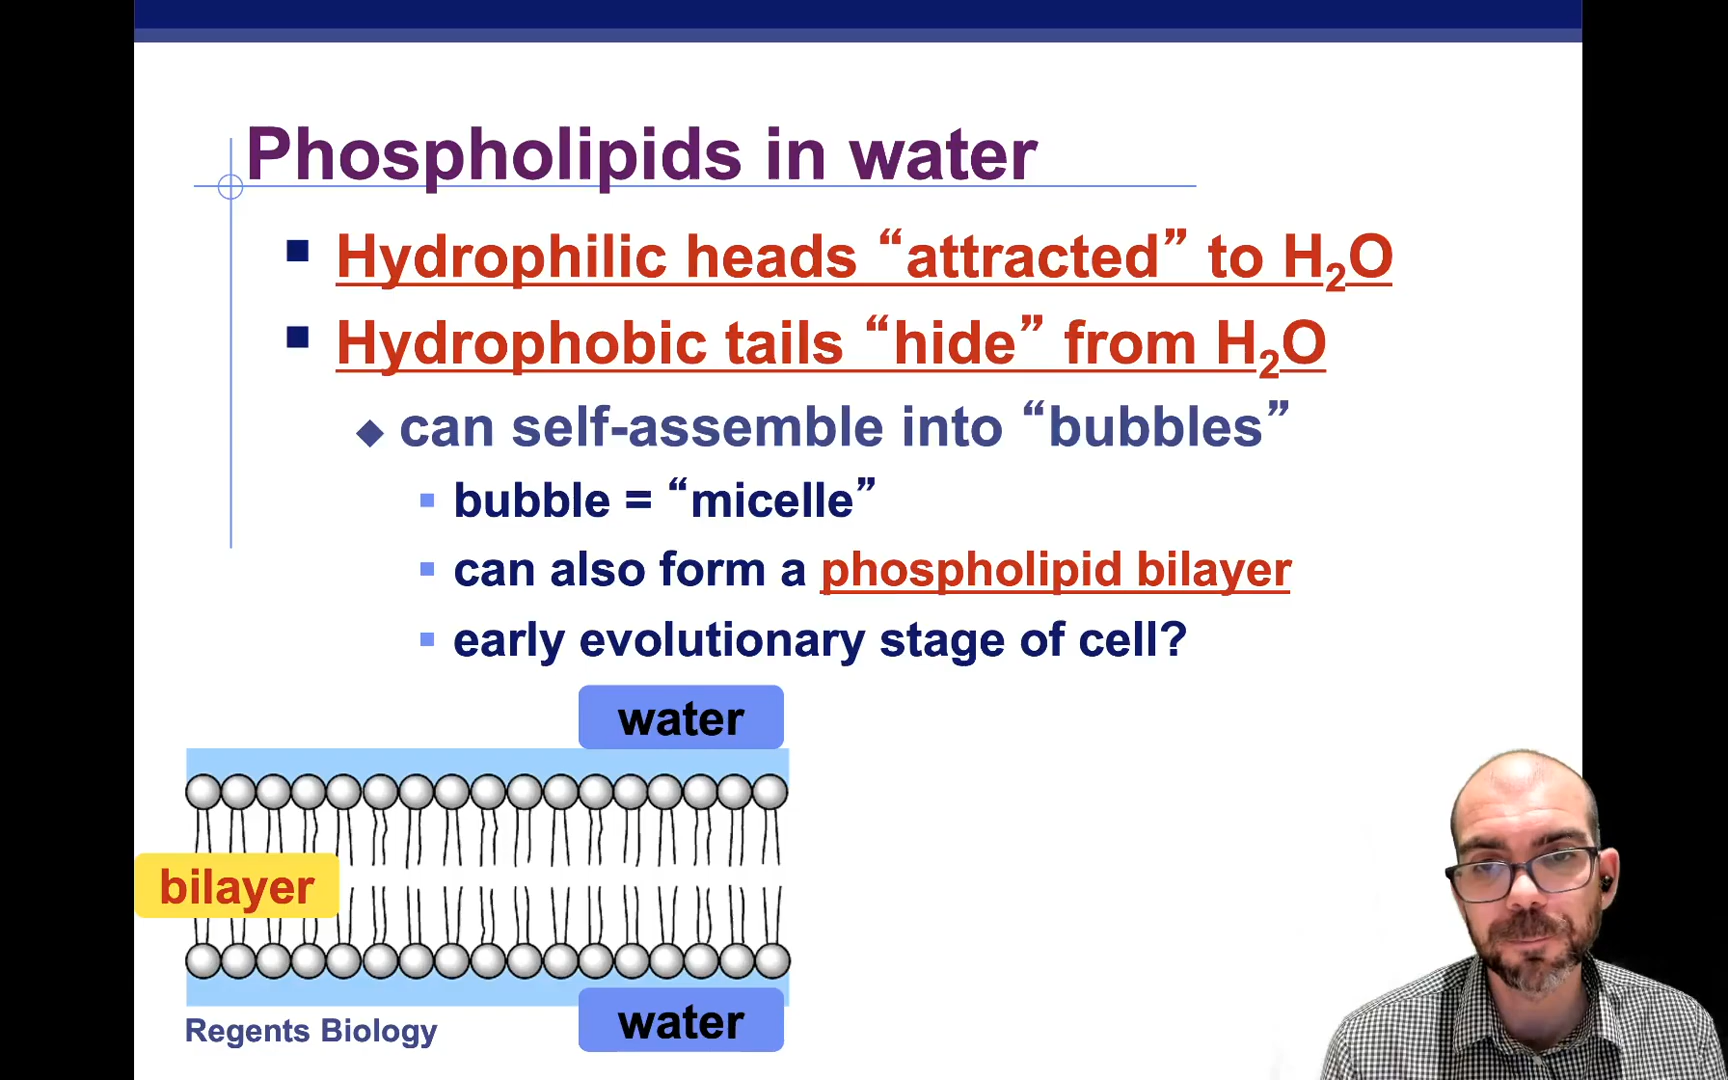 Phospholipids in water
Hydrophilic heads “attracted” to H₂O
Hydrophobic tails “hide” from H₂O
can self-assemble into “bubbles”
bubble = “micelle”
can also form a phospholipid bilayer
early evolutionary stage of cell?
water
bilayer
water
Regents Biology